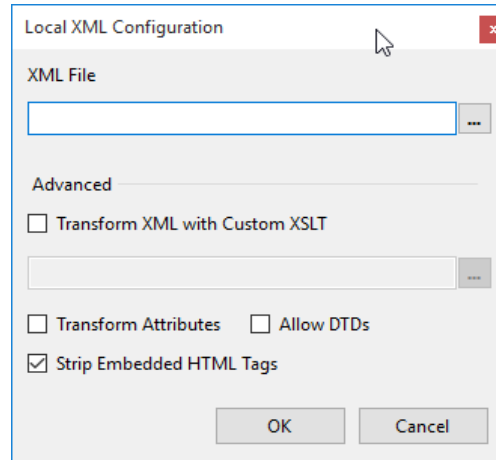 Local XML Configuration
x
XML File
...
Advanced
Transform XML with Custom XSLT
...
Transform Attributes Allow DTDs
Strip Embedded HTML Tags
OK Cancel